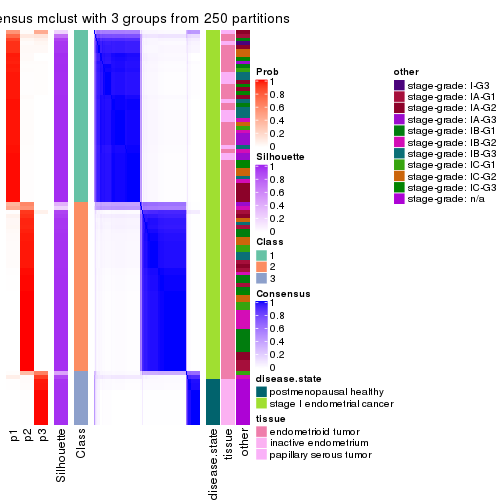 ensus mclust with 3 groups from 250 partitions
Prob
1
0.8
0.6
0.4
0.2
0
Silhouette
1
0.8
0.6
0.4
0.2
0
Class
1
2
3
Consensus
1
0.8
0.6
0.4
0.2
0
disease.state
postmenopausal healthy
stage I endometrial cancer
tissue
endometrioid tumor
inactive endometrium
papillary serous tumor
other
stage-grade: I-G3
stage-grade: IA-G1
stage-grade: IA-G2
stage-grade: IA-G3
stage-grade: IB-G1
stage-grade: IB-G2
stage-grade: IB-G3
stage-grade: IC-G1
stage-grade: IC-G2
stage-grade: IC-G3
stage-grade: n/a
p1
p2
p3
Silhouette
Class
disease.state
tissue
other